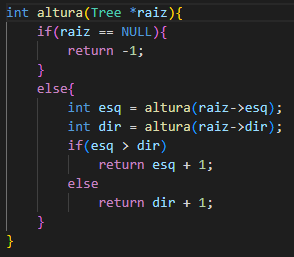 int altura(Tree *raiz){
    if(raiz == NULL){
        return -1;
    }
    else{
        int esq = altura(raiz->esq);
        int dir = altura(raiz->dir);
        if(esq > dir)
            return esq + 1;
        else
            return dir + 1;
    }
}